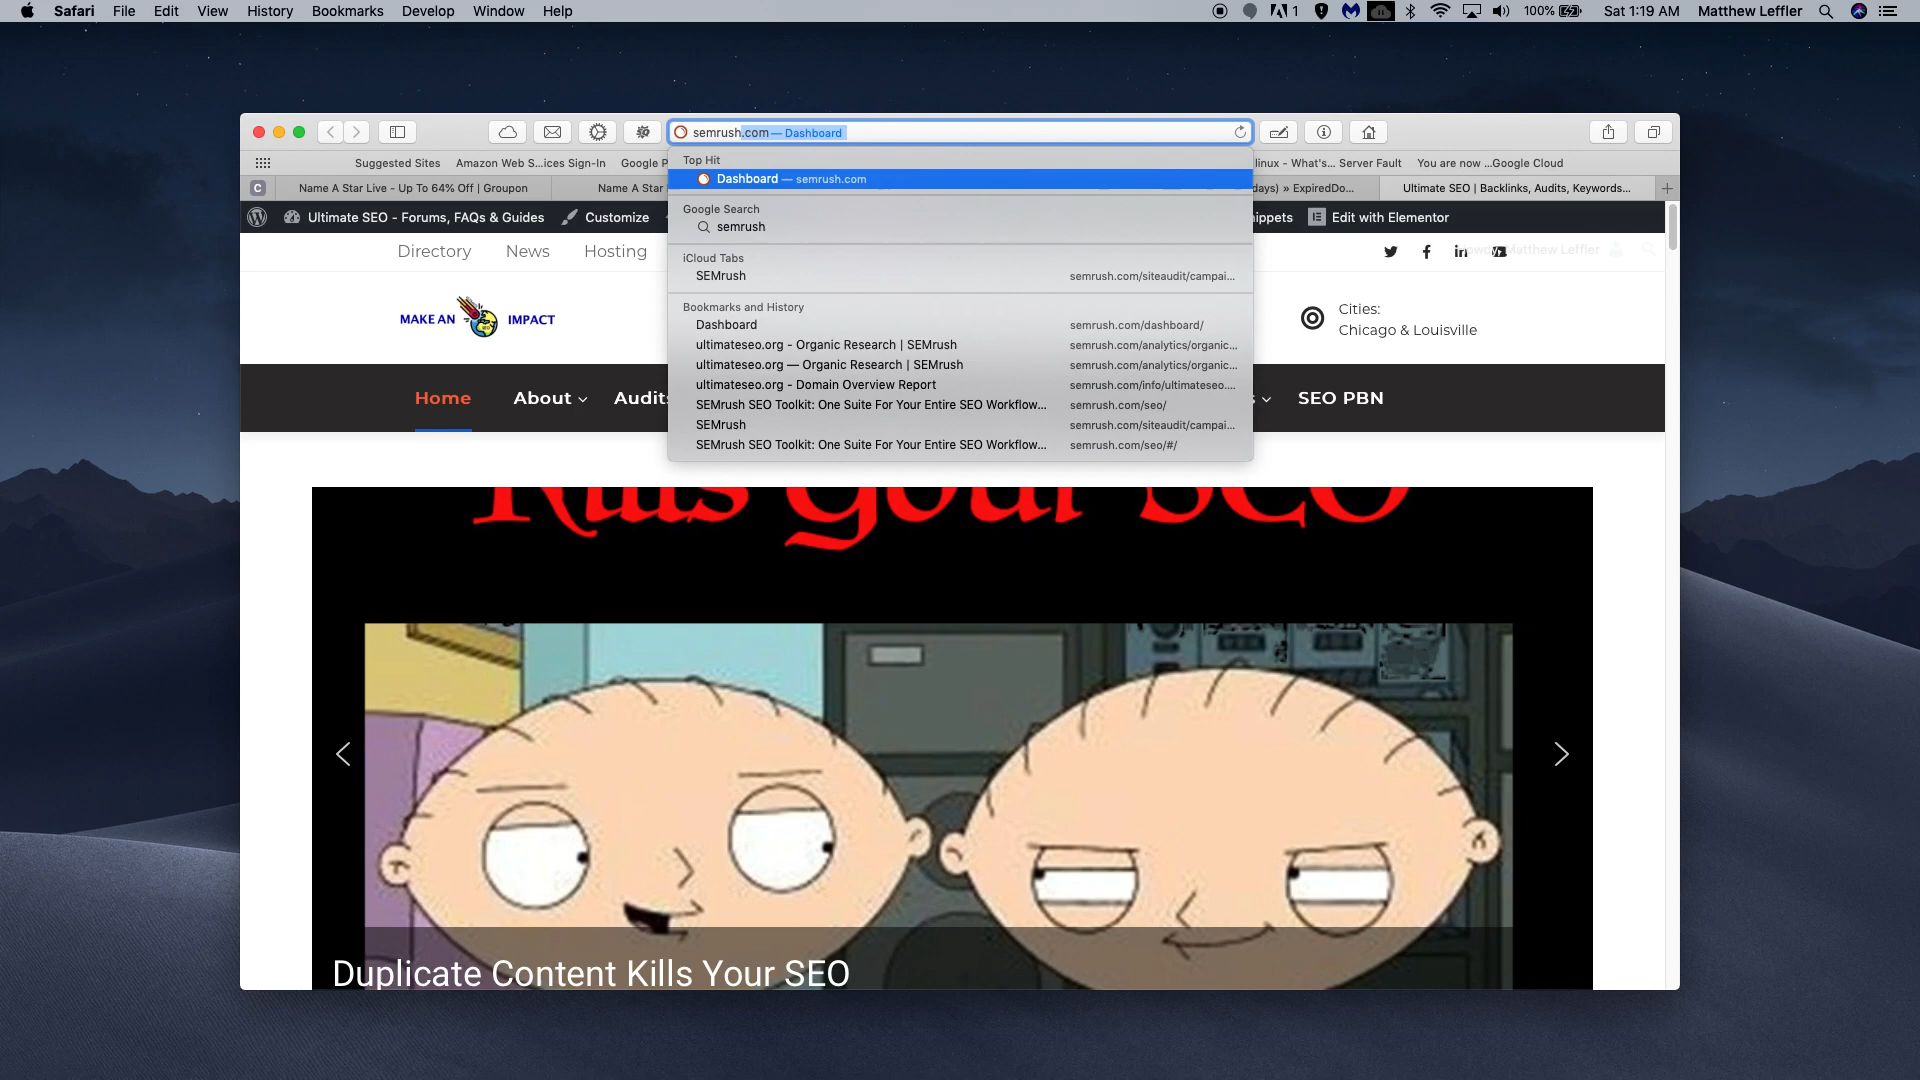 Safari File Edit View History Bookmarks Develop Window Help 1 100% Sat 1:19 AM Matthew Leffler
semrush.com — Dashboard
Suggested Sites Amazon Web S...ices Sign-In Google P linux - What's... Server Fault You are now ...Google Cloud
C Name A Star Live - Up To 64% Off | Groupon Name A Star days) » ExpiredDo... Ultimate SEO | Backlinks, Audits, Keywords...
Ultimate SEO - Forums, FAQs & Guides Customize ippets Edit with Elementor
Top Hit
Dashboard — semrush.com
Google Search
semrush
iCloud Tabs
SEMrush semrush.com/siteaudit/campai...
Bookmarks and History
Dashboard semrush.com/dashboard/
ultimateseo.org - Organic Research | SEMrush semrush.com/analytics/organic...
ultimateseo.org — Organic Research | SEMrush semrush.com/analytics/organic...
ultimateseo.org - Domain Overview Report semrush.com/info/ultimateseo....
SEMrush SEO Toolkit: One Suite For Your Entire SEO Workflow... semrush.com/seo/
SEMrush semrush.com/siteaudit/campai...
SEMrush SEO Toolkit: One Suite For Your Entire SEO Workflow... semrush.com/seo/#/
Directory News Hosting Matthew Leffler
MAKE AN SEO IMPACT
Cities:
Chicago & Louisville
Home About Audits s SEO PBN
Kills your SEO
Duplicate Content Kills Your SEO